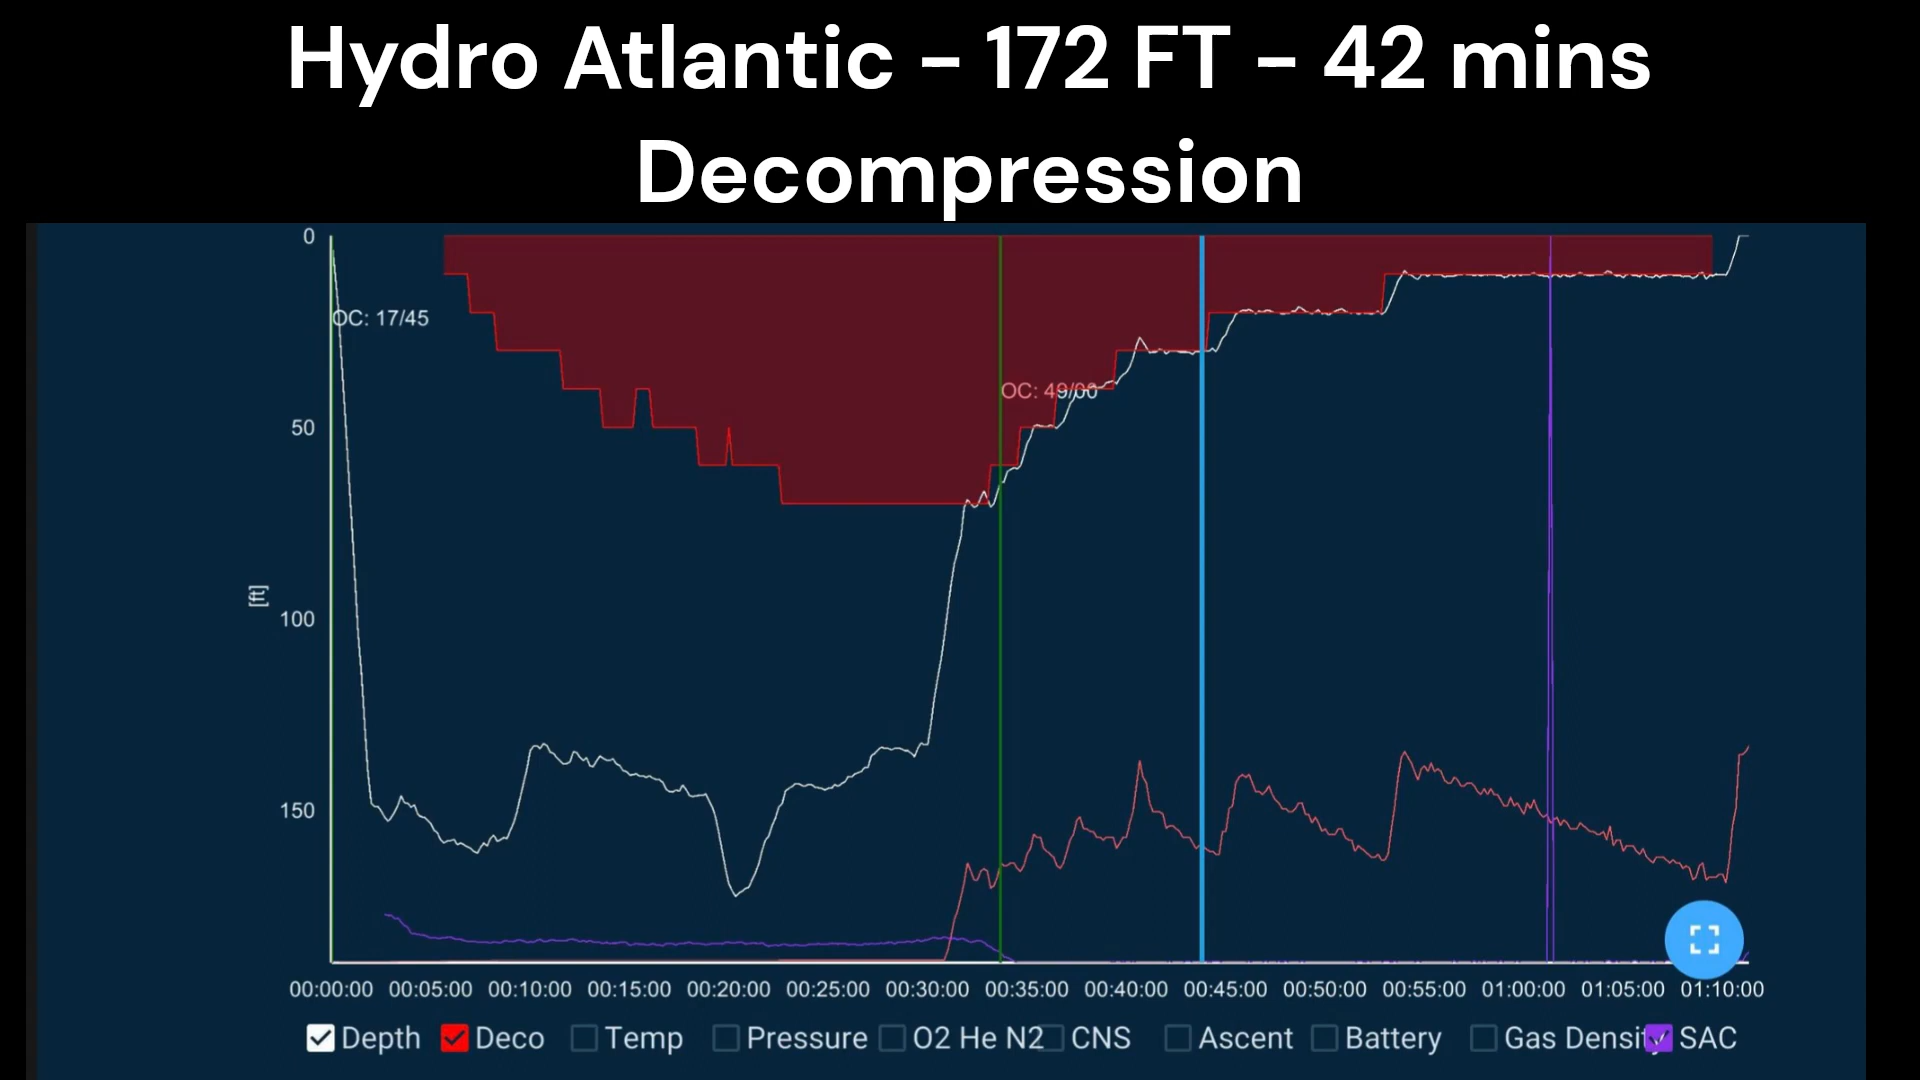 Hydro Atlantic - 172 FT - 42 mins
Decompression
0
OC: 17/45
OC: 49/00
50
[ft]
100
150
00:00:00 00:05:00 00:10:00 00:15:00 00:20:00 00:25:00 00:30:00 00:35:00 00:40:00 00:45:00 00:50:00 00:55:00 01:00:00 01:05:00 01:10:00
Depth Deco Temp Pressure O2 He N2 CNS Ascent Battery Gas Density SAC